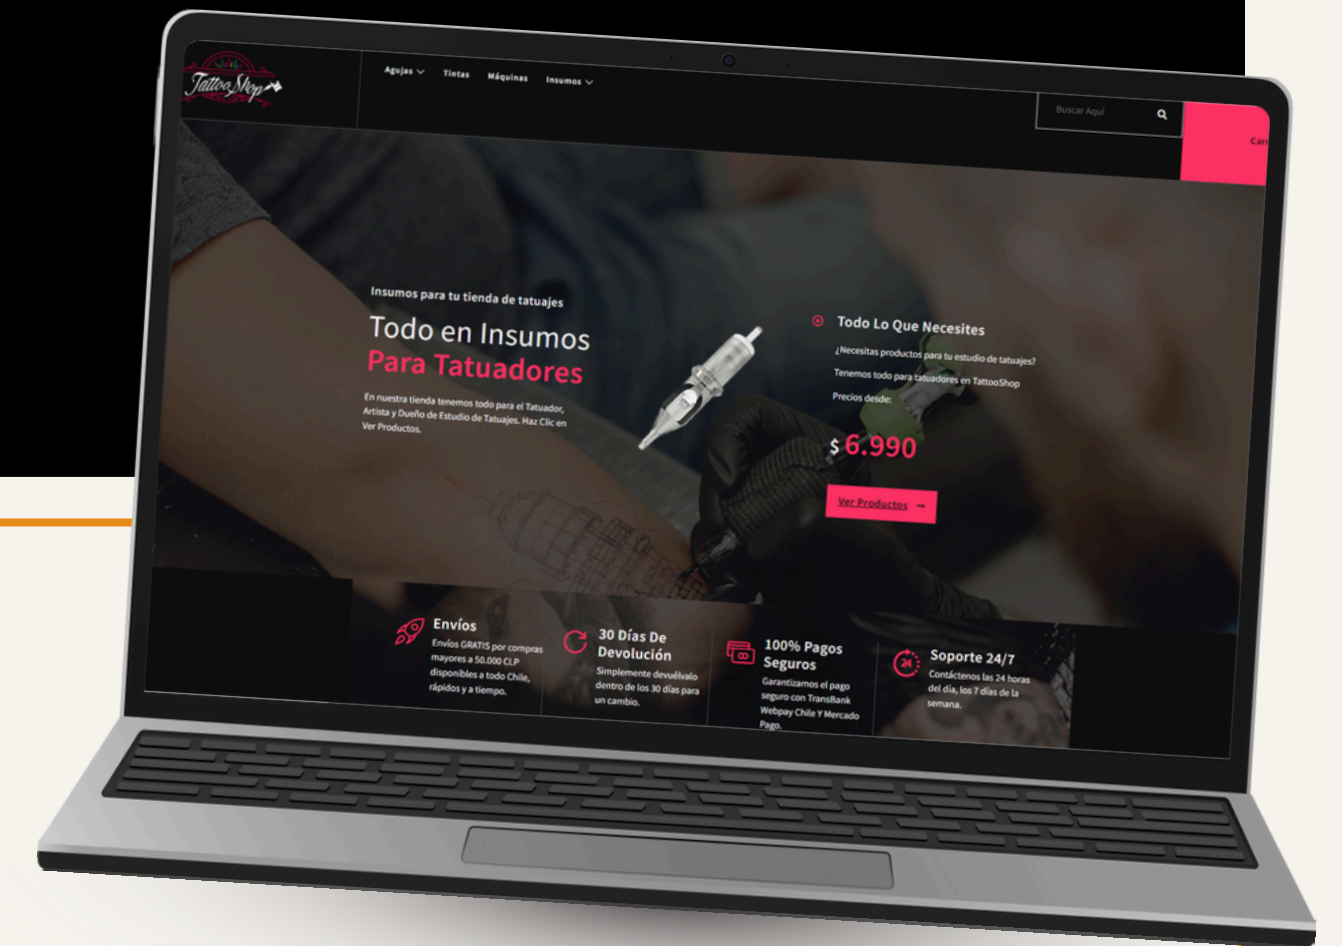 Tattoo Shop
Agujas
Tintas
Máquinas
Insumos
Buscar Aquí
Insumos para tu tienda de tatuajes
Todo en Insumos
Para Tatuadores
En nuestra tienda tenemos todo para el Tatuador,
Artista y Dueño de Estudio de Tatuajes. Haz Clic en
Ver Productos.
Todo Lo Que Necesites
¿Necesitas productos para tu estudio de tatuajes?
Tenemos todo para tatuadores en TattooShop
Precios desde:
$ 6.990
Ver Productos →
Envíos
Envíos GRATIS por compras
mayores a 50.000 CLP
disponibles a todo Chile,
rápidos y a tiempo.
30 Días De
Devolución
Simplemente devuélvalo
dentro de los 30 días para
un cambio.
100% Pagos
Seguros
Garantizamos el pago
seguro con TransBank
Webpay Chile Y Mercado
Pago.
24
Soporte 24/7
Contáctenos las 24 horas
del día, los 7 días de la
semana.